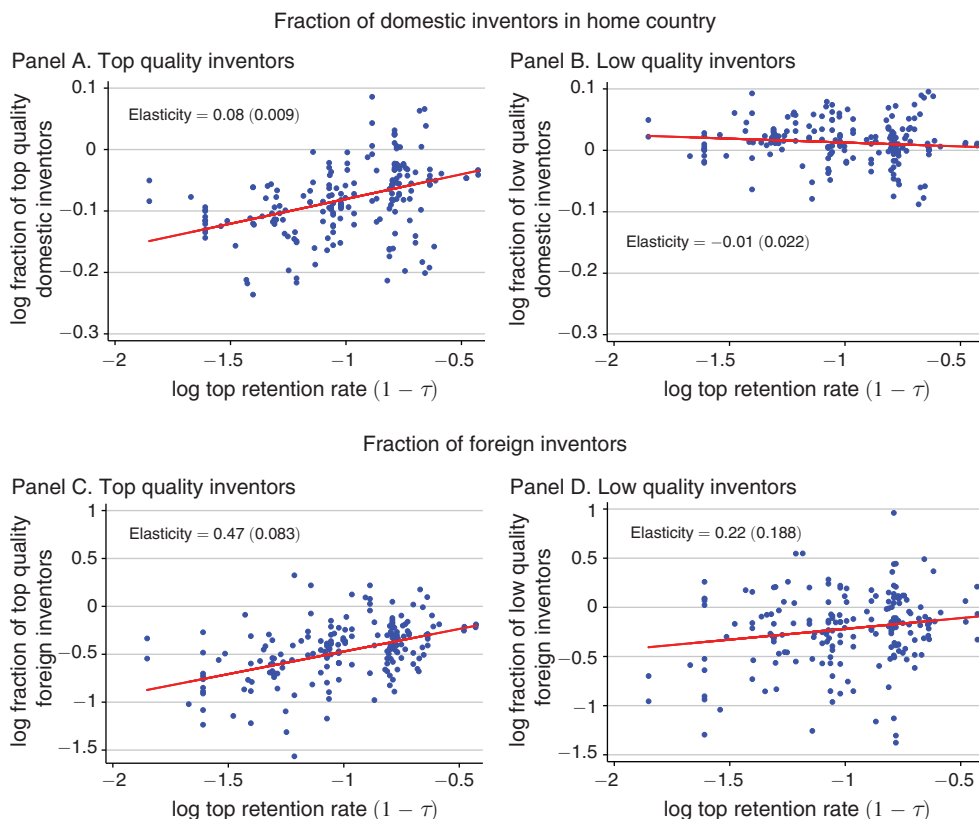 Fraction of domestic inventors in home country
Panel A. Top quality inventors
Elasticity = 0.08 (0.009)
log fraction of top quality
domestic inventors
0.1
0
−0.1
−0.2
−0.3
−2
−1.5
−1
−0.5
log top retention rate (1 − τ)
Panel B. Low quality inventors
Elasticity = −0.01 (0.022)
log fraction of low quality
domestic inventors
0.1
0
−0.1
−0.2
−0.3
−2
−1.5
−1
−0.5
log top retention rate (1 − τ)
Fraction of foreign inventors
Panel C. Top quality inventors
Elasticity = 0.47 (0.083)
log fraction of top quality
foreign inventors
1
0.5
0
−0.5
−1
−1.5
−2
−1.5
−1
−0.5
log top retention rate (1 − τ)
Panel D. Low quality inventors
Elasticity = 0.22 (0.188)
log fraction of low quality
foreign inventors
1
0.5
0
−0.5
−1
−1.5
−2
−1.5
−1
−0.5
log top retention rate (1 − τ)